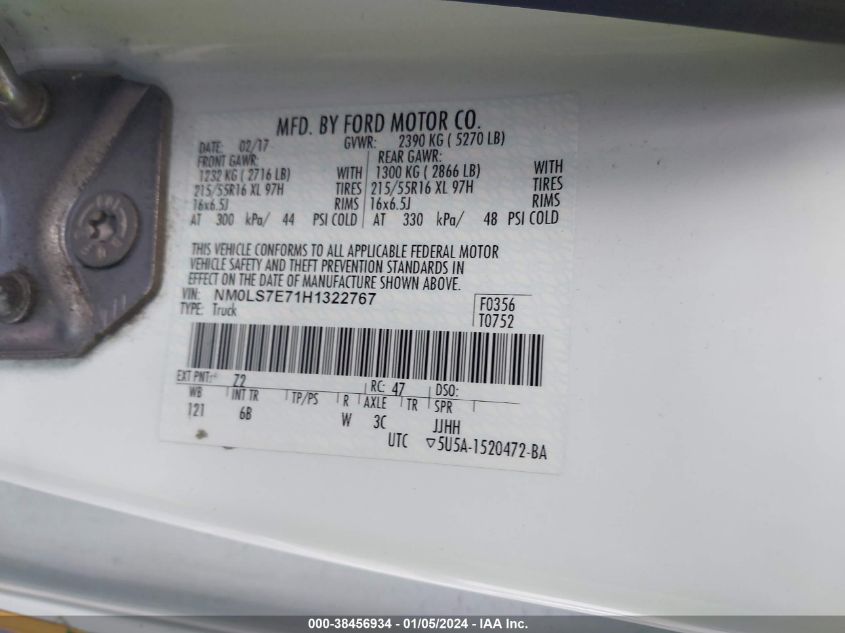 MFD. BY FORD MOTOR CO.
DATE: 02/17 GVWR: 2390 KG ( 5270 LB)
FRONT GAWR: REAR GAWR:
1232 KG ( 2716 LB) WITH 1300 KG ( 2866 LB) WITH
215/55R16 XL 97H TIRES 215/55R16 XL 97H TIRES
16x6.5J RIMS 16x6.5J RIMS
AT 300 kPa/ 44 PSI COLD AT 330 kPa/ 48 PSI COLD
THIS VEHICLE CONFORMS TO ALL APPLICABLE FEDERAL MOTOR
VEHICLE SAFETY AND THEFT PREVENTION STANDARDS IN
EFFECT ON THE DATE OF MANUFACTURE SHOWN ABOVE.
VIN: NM0LS7E71H1322767 F0356
TYPE: Truck T0752
EXT PNT: Z2 RC: 47 DSO:
WB INT TR TP/PS R AXLE TR SPR
121 6B W 3C JJHH
UTC ▽5U5A-1520472-BA
000-38456934 - 01/05/2024 - IAA Inc.